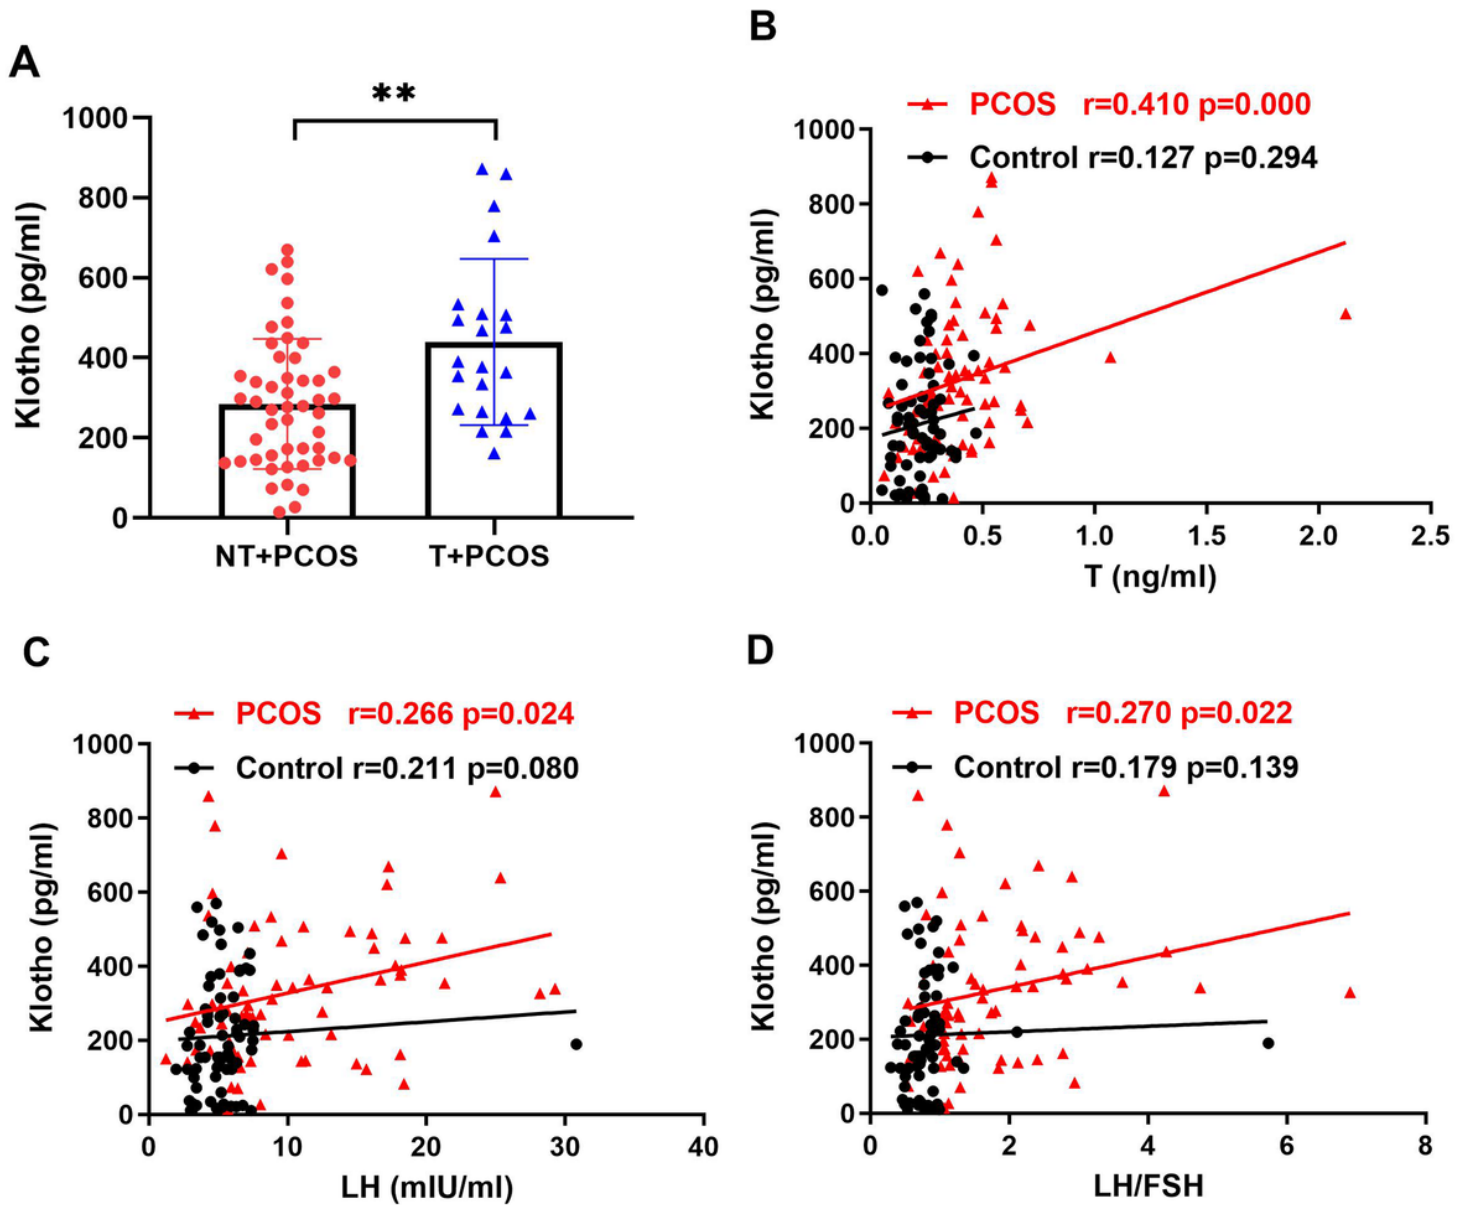 A
**
1000
800
600
400
200
0
Klotho (pg/ml)
NT+PCOS T+PCOS
B
PCOS r=0.410 p=0.000
Control r=0.127 p=0.294
1000
800
600
400
200
0
Klotho (pg/ml)
0.0 0.5 1.0 1.5 2.0 2.5
T (ng/ml)
C
PCOS r=0.266 p=0.024
Control r=0.211 p=0.080
1000
800
600
400
200
0
Klotho (pg/ml)
0 10 20 30 40
LH (mIU/ml)
D
PCOS r=0.270 p=0.022
Control r=0.179 p=0.139
1000
800
600
400
200
0
Klotho (pg/ml)
0 2 4 6 8
LH/FSH